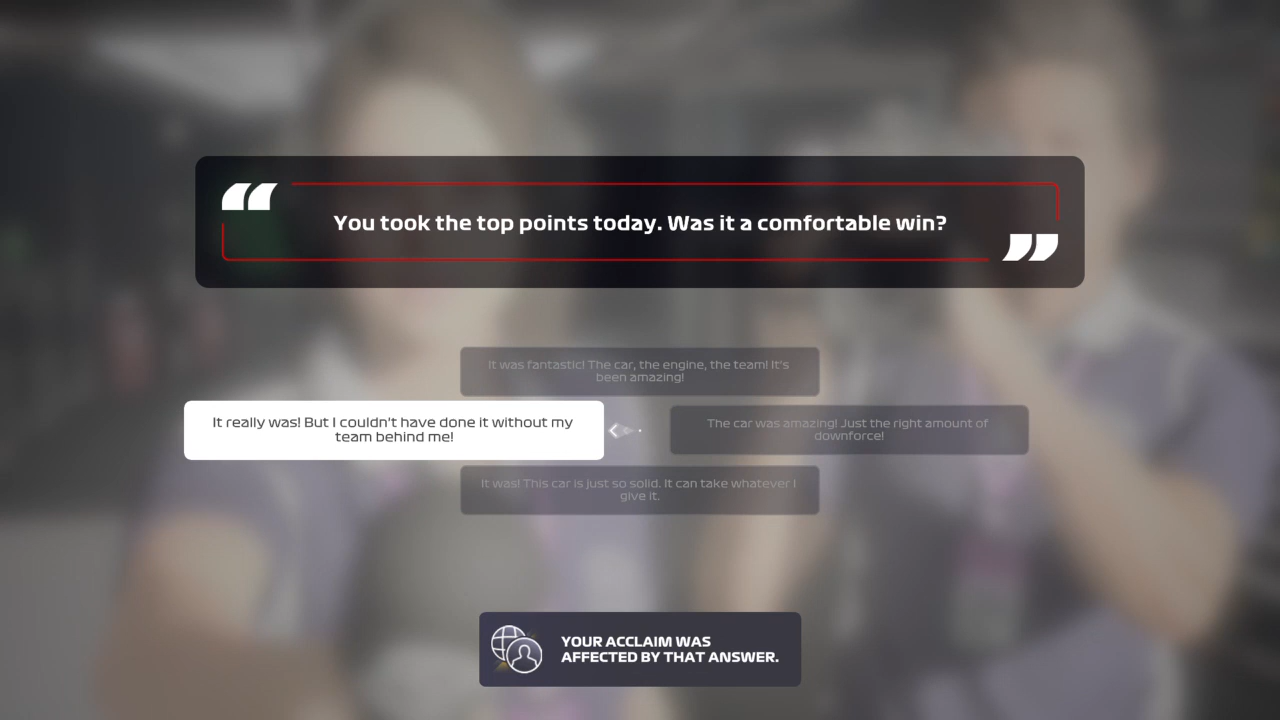 You took the top points today. Was it a comfortable win?
It was fantastic! The car, the engine, the team! It's
been amazing!
It really was! But I couldn't have done it without my
team behind me!
The car was amazing! Just the right amount of
downforce!
It was! This car is just so solid. It can take whatever I
give it.
YOUR ACCLAIM WAS
AFFECTED BY THAT ANSWER.